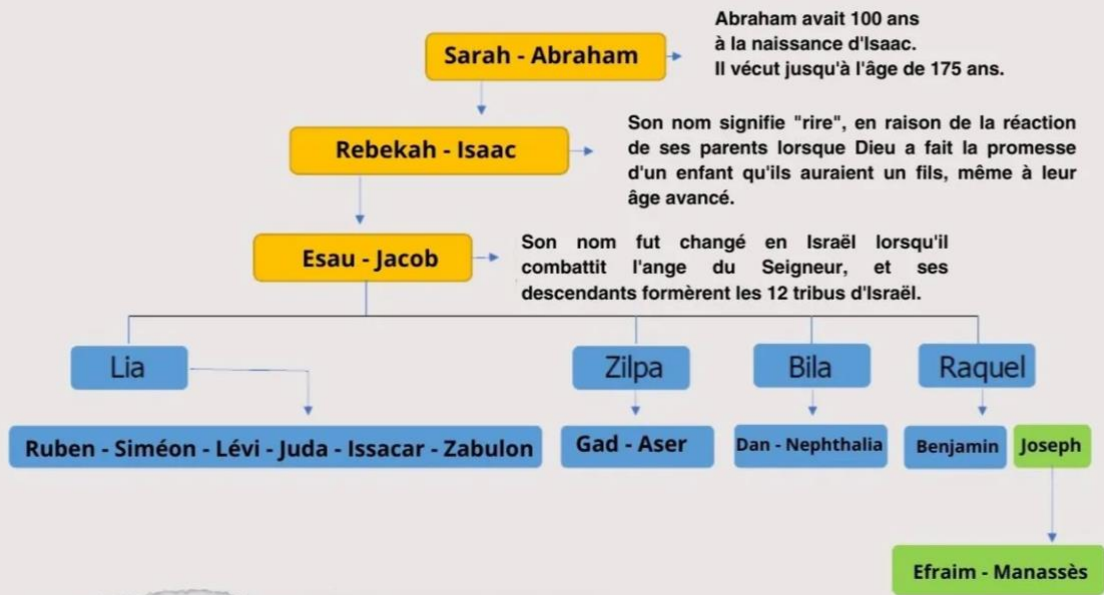 Sarah - Abraham
Abraham avait 100 ans
à la naissance d'Isaac.
Il vécut jusqu'à l'âge de 175 ans.
Rebekah - Isaac
Son nom signifie "rire", en raison de la réaction
de ses parents lorsque Dieu a fait la promesse
d'un enfant qu'ils auraient un fils, même à leur
âge avancé.
Esau - Jacob
Son nom fut changé en Israël lorsqu'il
combattit l'ange du Seigneur, et ses
descendants formèrent les 12 tribus d'Israël.
Lia
Zilpa
Bila
Raquel
Ruben - Siméon - Lévi - Juda - Issacar - Zabulon
Gad - Aser
Dan - Nephthalia
Benjamin
Joseph
Efraim - Manassès